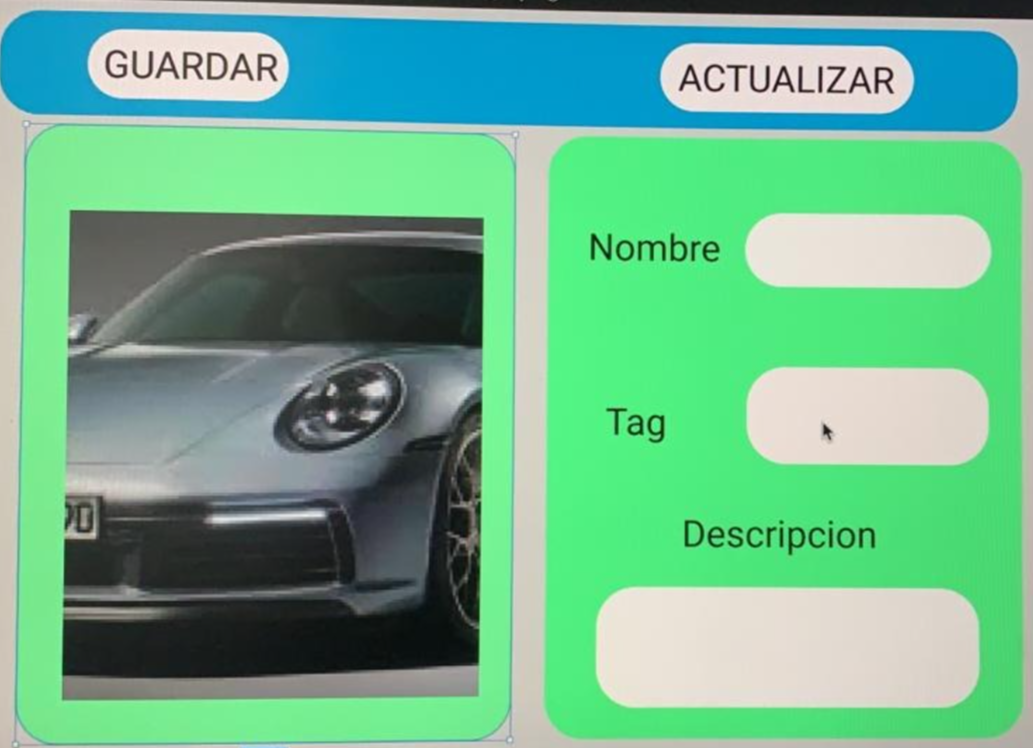 GUARDAR
ACTUALIZAR
Nombre
Tag
Descripcion